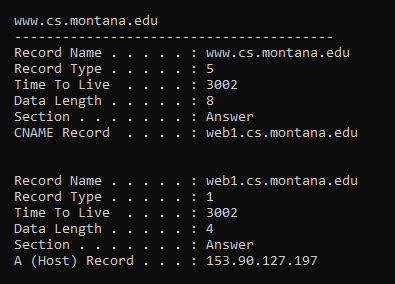 www.cs.montana.edu
----------------------------------------
Record Name . . . . . : www.cs.montana.edu
Record Type . . . . . : 5
Time To Live  . . . . : 3002
Data Length . . . . . : 8
Section . . . . . . . : Answer
CNAME Record  . . . . : web1.cs.montana.edu
Record Name . . . . . : web1.cs.montana.edu
Record Type . . . . . : 1
Time To Live  . . . . : 3002
Data Length . . . . . : 4
Section . . . . . . . : Answer
A (Host) Record . . . : 153.90.127.197